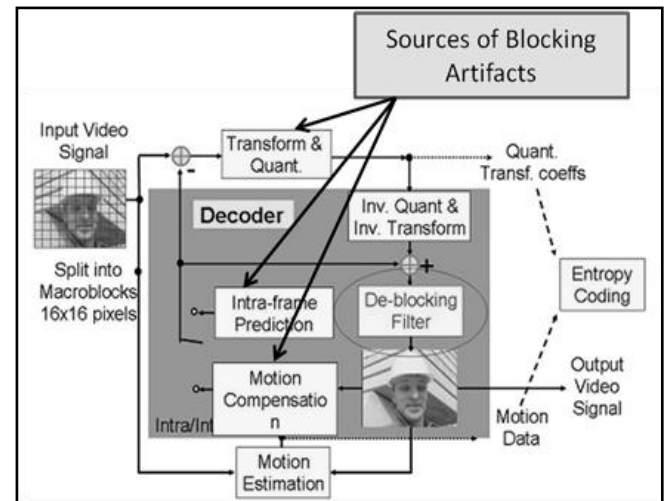 Sources of Blocking
Artifacts
Input Video
Signal
Transform &
Quant.
-
Quant.
Transf. coeffs
Decoder
Inv. Quant &
Inv. Transform
+
Split into
Macroblocks
16x16 pixels
Intra-frame
Prediction
De-blocking
Filter
Entropy
Coding
Motion
Compensatio
n
Output
Video
Signal
Intra/Int
Motion
Data
Motion
Estimation